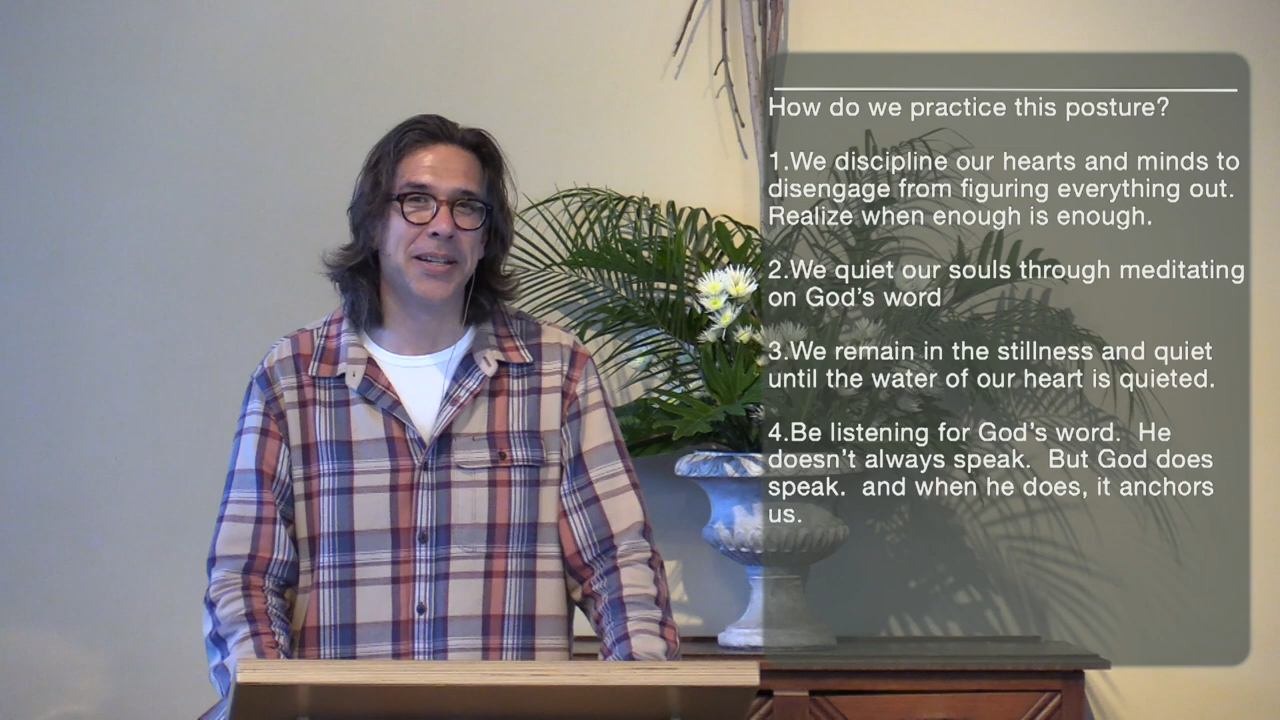 How do we practice this posture?
1.We discipline our hearts and minds to
disengage from figuring everything out.
Realize when enough is enough.
2.We quiet our souls through meditating
on God's word
3.We remain in the stillness and quiet
until the water of our heart is quieted.
4.Be listening for God's word.  He
doesn't always speak.  But God does
speak.  and when he does, it anchors
us.